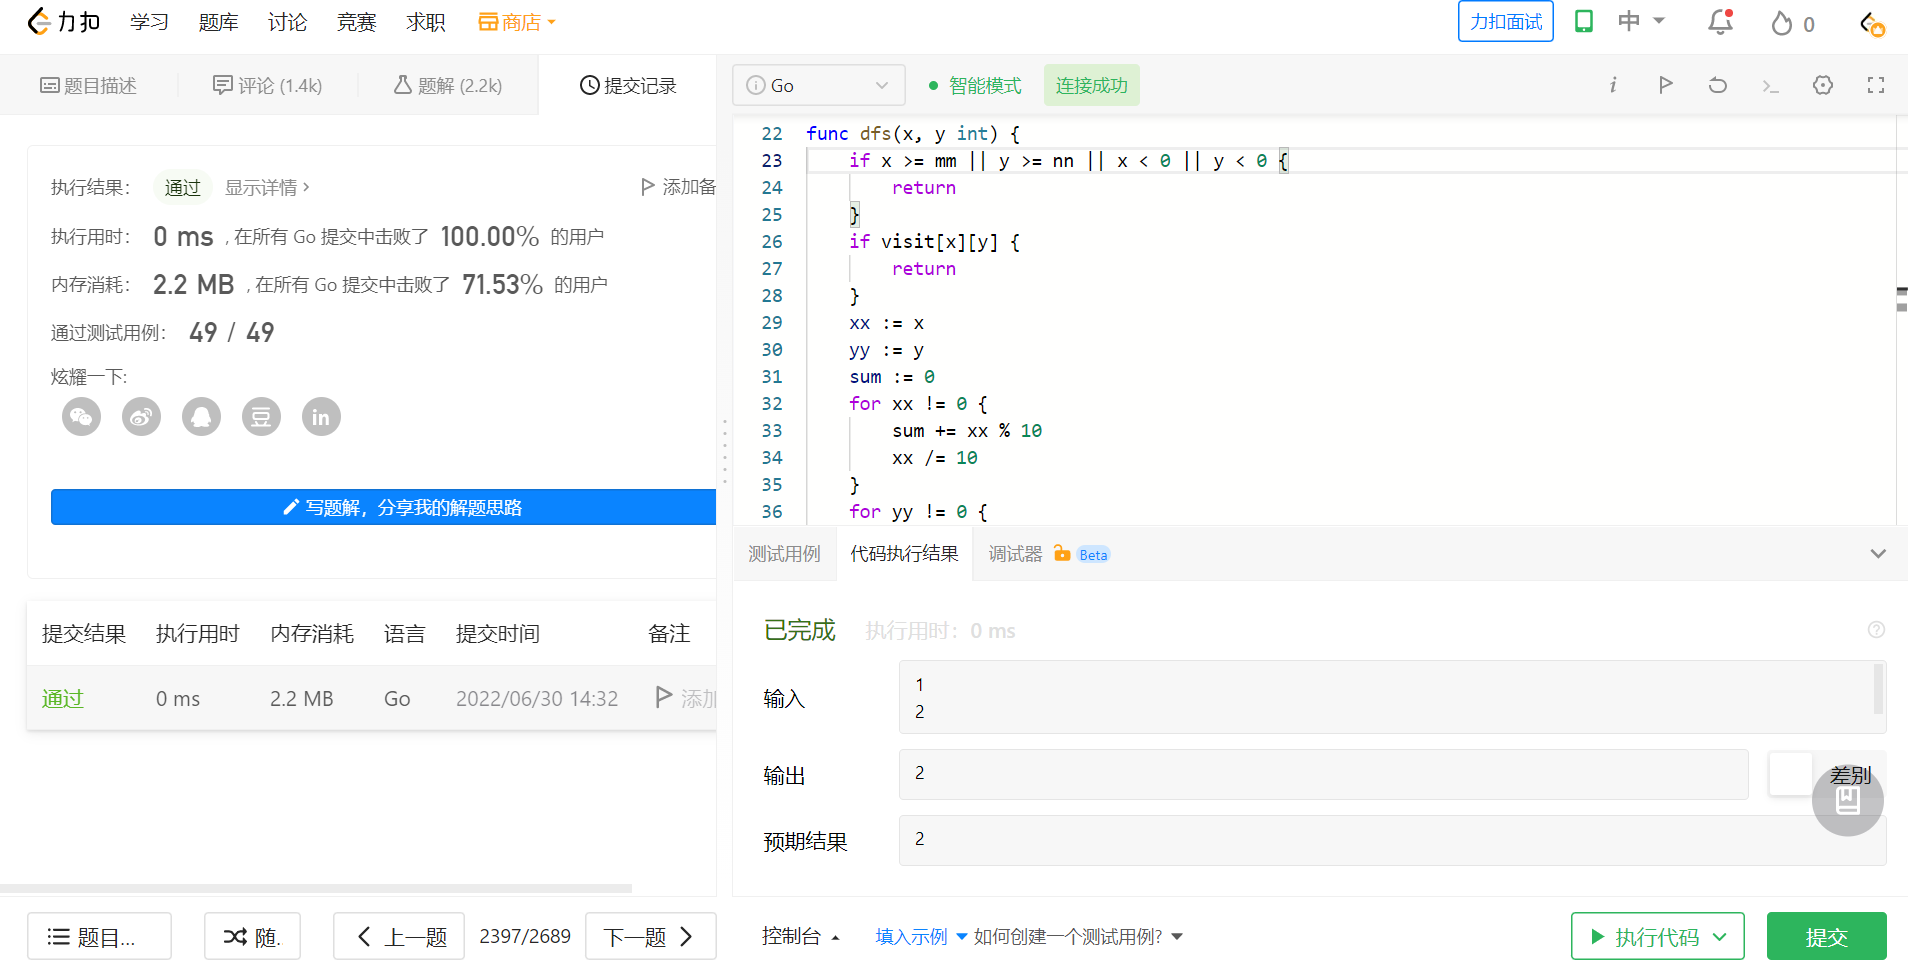 力扣 学习 题库 讨论 竞赛 求职 商店 力扣面试 中 0
题目描述 评论 (1.4k) 题解 (2.2k) 提交记录
执行结果： 通过 显示详情 › 添加备
执行用时： 0 ms , 在所有 Go 提交中击败了 100.00% 的用户
内存消耗： 2.2 MB , 在所有 Go 提交中击败了 71.53% 的用户
通过测试用例： 49 / 49
炫耀一下:
豆 in
写题解，分享我的解题思路
提交结果 执行用时 内存消耗 语言 提交时间 备注
通过 0 ms 2.2 MB Go 2022/06/30 14:32 添加
题目... 随. 上一题 2397/2689 下一题
i Go 智能模式 连接成功 i
22 func dfs(x, y int) {
23 if x >= mm || y >= nn || x < 0 || y < 0 {
24 return
25 }
26 if visit[x][y] {
27 return
28 }
29 xx := x
30 yy := y
31 sum := 0
32 for xx != 0 {
33 sum += xx % 10
34 xx /= 10
35 }
36 for yy != 0 {
测试用例 代码执行结果 调试器 Beta
已完成 执行用时：0 ms ?
输入 1
2
输出 2 差别
预期结果 2
控制台 填入示例 如何创建一个测试用例? 执行代码 提交